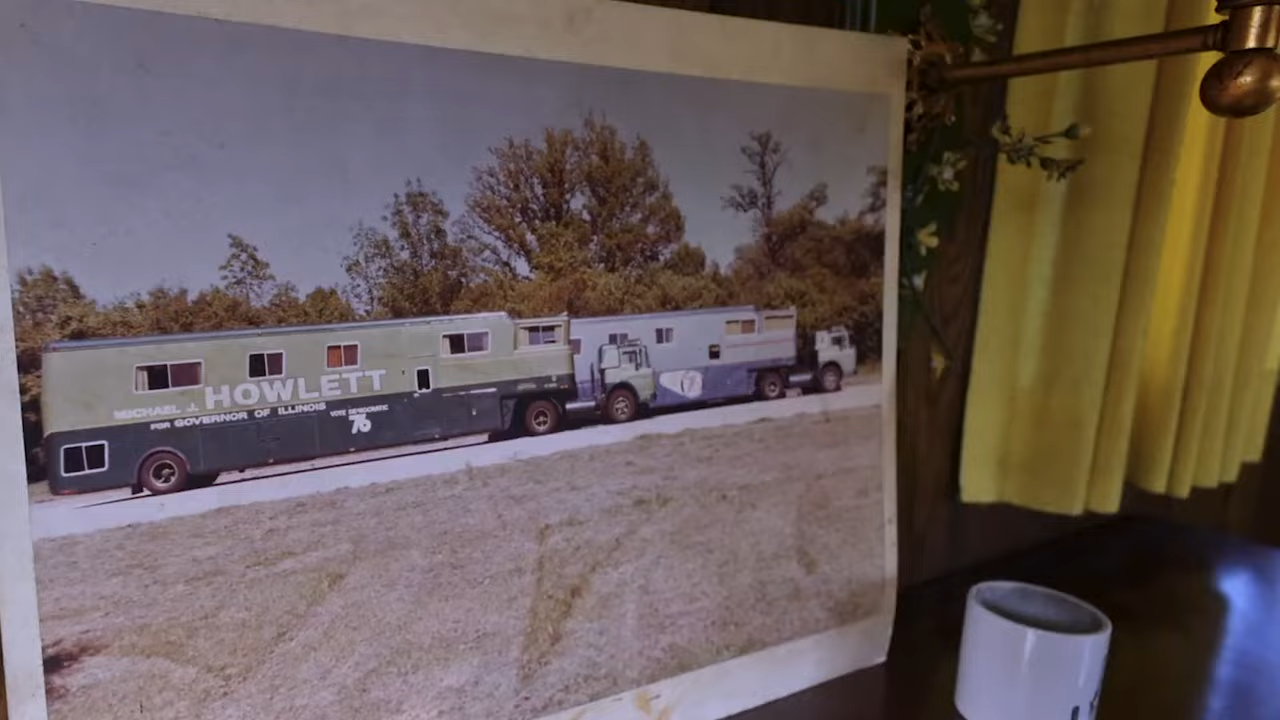 MICHAEL J. HOWLETT
FOR GOVERNOR OF ILLINOIS
VOTE DEMOCRATIC
'76